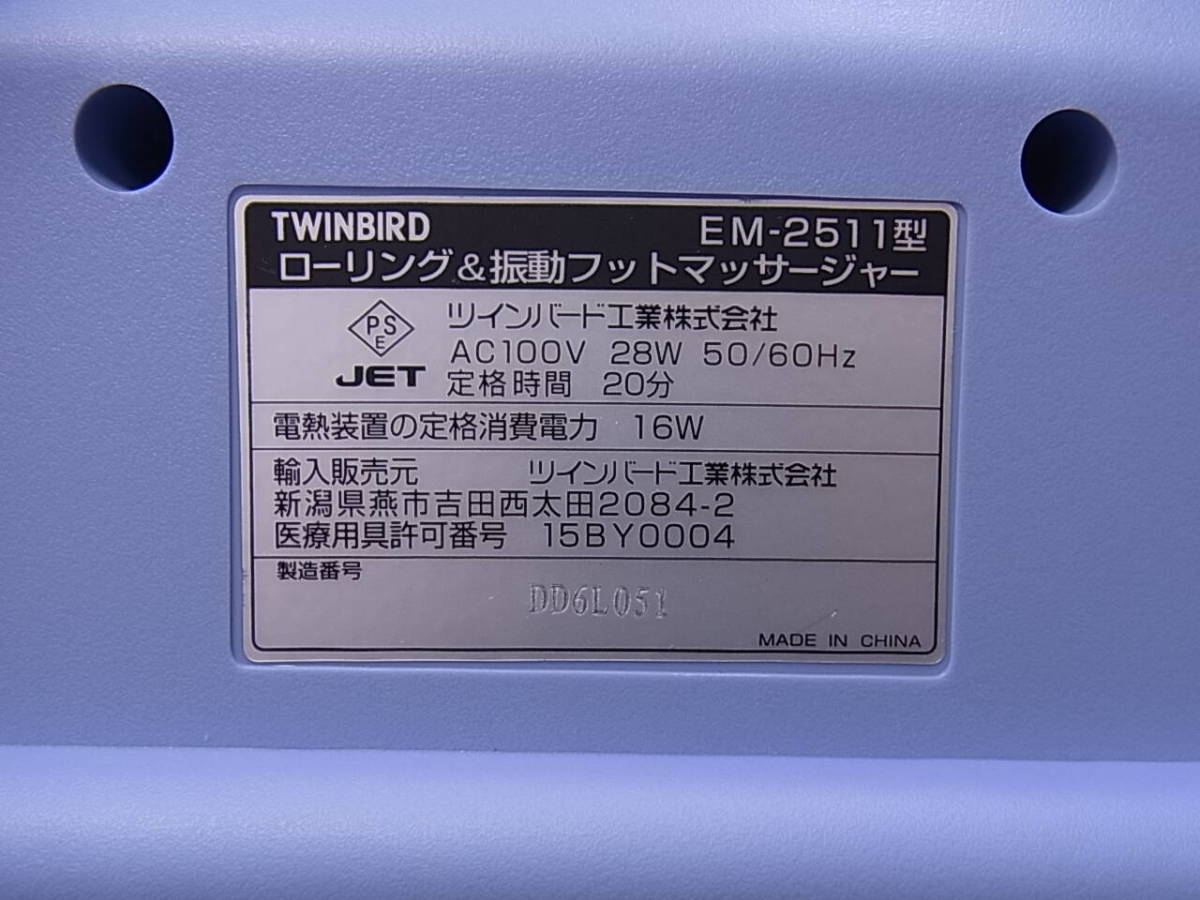 TWINBIRD EM-2511型
ローリング&振動フットマッサージャー
PSE ツインバード工業株式会社
AC100V 28W 50/60Hz
JET 定格時間 20分
電熱装置の定格消費電力 16W
輸入販売元 ツインバード工業株式会社
新潟県燕市吉田西太田2084-2
医療用具許可番号 15BY0004
製造番号
DD6L051
MADE IN CHINA